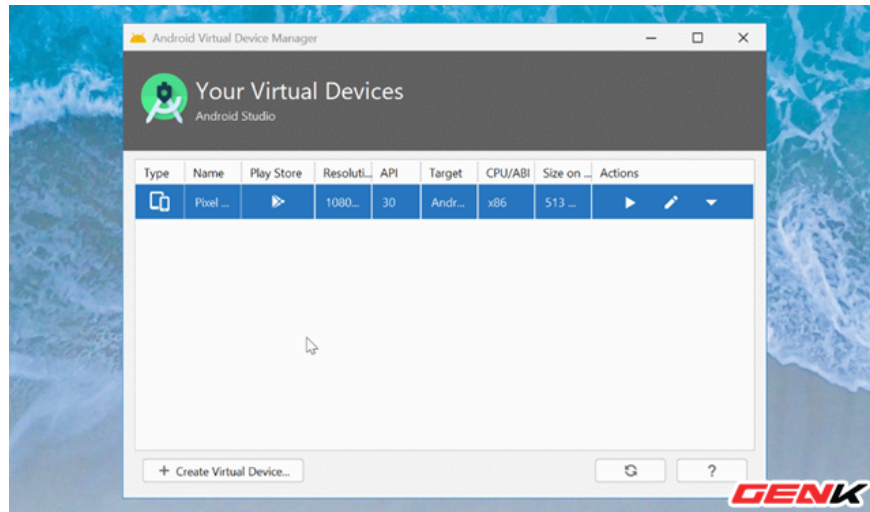 Android Virtual Device Manager
Your Virtual Devices
Android Studio
Type Name Play Store Resoluti... API Target CPU/ABI Size on ... Actions
Pixel ... 1080... 30 Andr... x86 513 ...
+ Create Virtual Device... ?
GENK